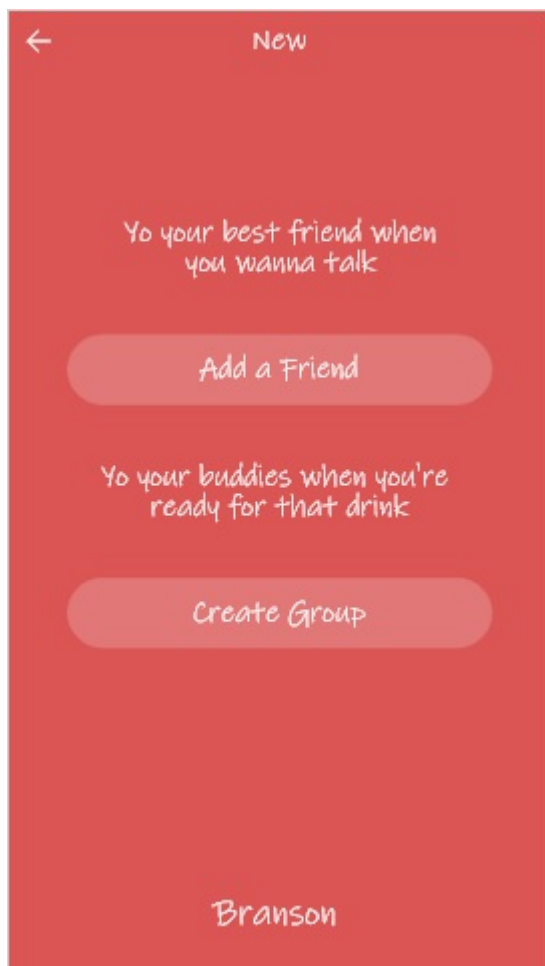 New
Yo your best friend when
you wanna talk
Add a Friend
Yo your buddies when you're
ready for that drink
Create Group
Branson